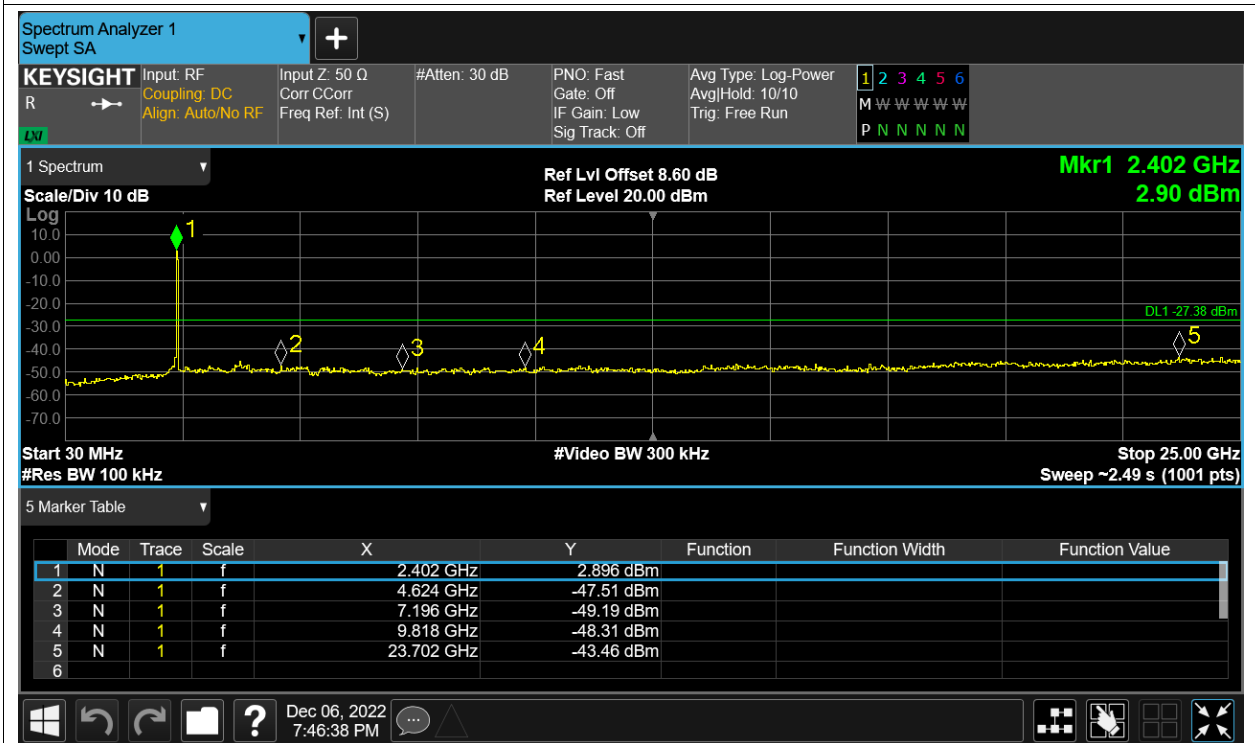 Spectrum Analyzer 1
Swept SA
KEYSIGHT
R
LXI
Input: RF
Coupling: DC
Align: Auto/No RF
Input Z: 50 Ω
Corr CCorr
Freq Ref: Int (S)
#Atten: 30 dB
PNO: Fast
Gate: Off
IF Gain: Low
Sig Track: Off
Avg Type: Log-Power
Avg|Hold: 10/10
Trig: Free Run
1 2 3 4 5 6
M W W W W W
P N N N N N
1 Spectrum
Scale/Div 10 dB
Ref Lvl Offset 8.60 dB
Ref Level 20.00 dBm
Mkr1 2.402 GHz
2.90 dBm
Log
10.0
0.00
-10.0
-20.0
-30.0
-40.0
-50.0
-60.0
-70.0
1
2
3
4
5
DL1 -27.38 dBm
Start 30 MHz
#Res BW 100 kHz
#Video BW 300 kHz
Stop 25.00 GHz
Sweep ~2.49 s (1001 pts)
5 Marker Table
Mode Trace Scale X Y Function Function Width Function Value
1 N 1 f 2.402 GHz 2.896 dBm
2 N 1 f 4.624 GHz -47.51 dBm
3 N 1 f 7.196 GHz -49.19 dBm
4 N 1 f 9.818 GHz -48.31 dBm
5 N 1 f 23.702 GHz -43.46 dBm
6
?
Dec 06, 2022
7:46:38 PM